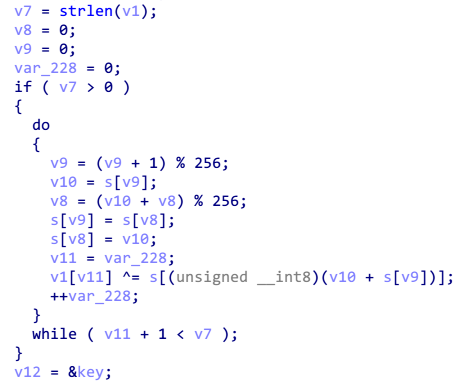 v7 = strlen(v1);
v8 = 0;
v9 = 0;
var_228 = 0;
if ( v7 > 0 )
{
  do
  {
    v9 = (v9 + 1) % 256;
    v10 = s[v9];
    v8 = (v10 + v8) % 256;
    s[v9] = s[v8];
    s[v8] = v10;
    v11 = var_228;
    v1[v11] ^= s[(unsigned __int8)(v10 + s[v9])];
    ++var_228;
  }
  while ( v11 + 1 < v7 );
}
v12 = &key;